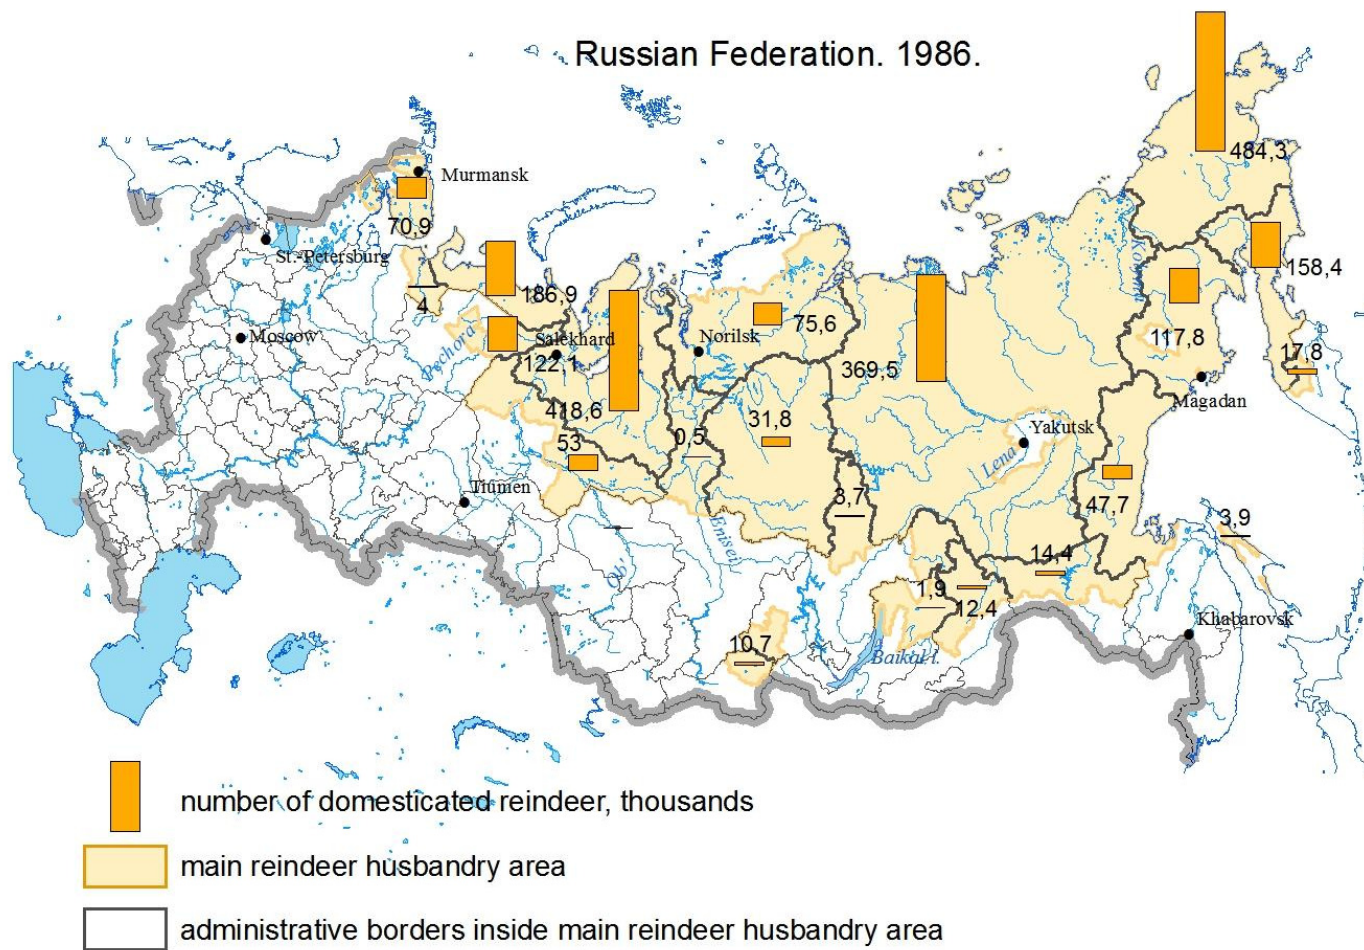 Russian Federation. 1986.
484,3
Murmansk
70,9
St.-Petersburg
158,4
186,9
4
75,6
Moscow
Pechora
Salekhard
Norilsk
117,8
17,8
122,1
369,5
Magadan
418,6
31,8
0,5
53
Yakutsk
Lena
Tiumen
3,7
47,7
Enisei
3,9
Ob'
14,4
1,9
12,4
10,7
Khabarovsk
Baikal l.
number of domesticated reindeer, thousands
main reindeer husbandry area
administrative borders inside main reindeer husbandry area